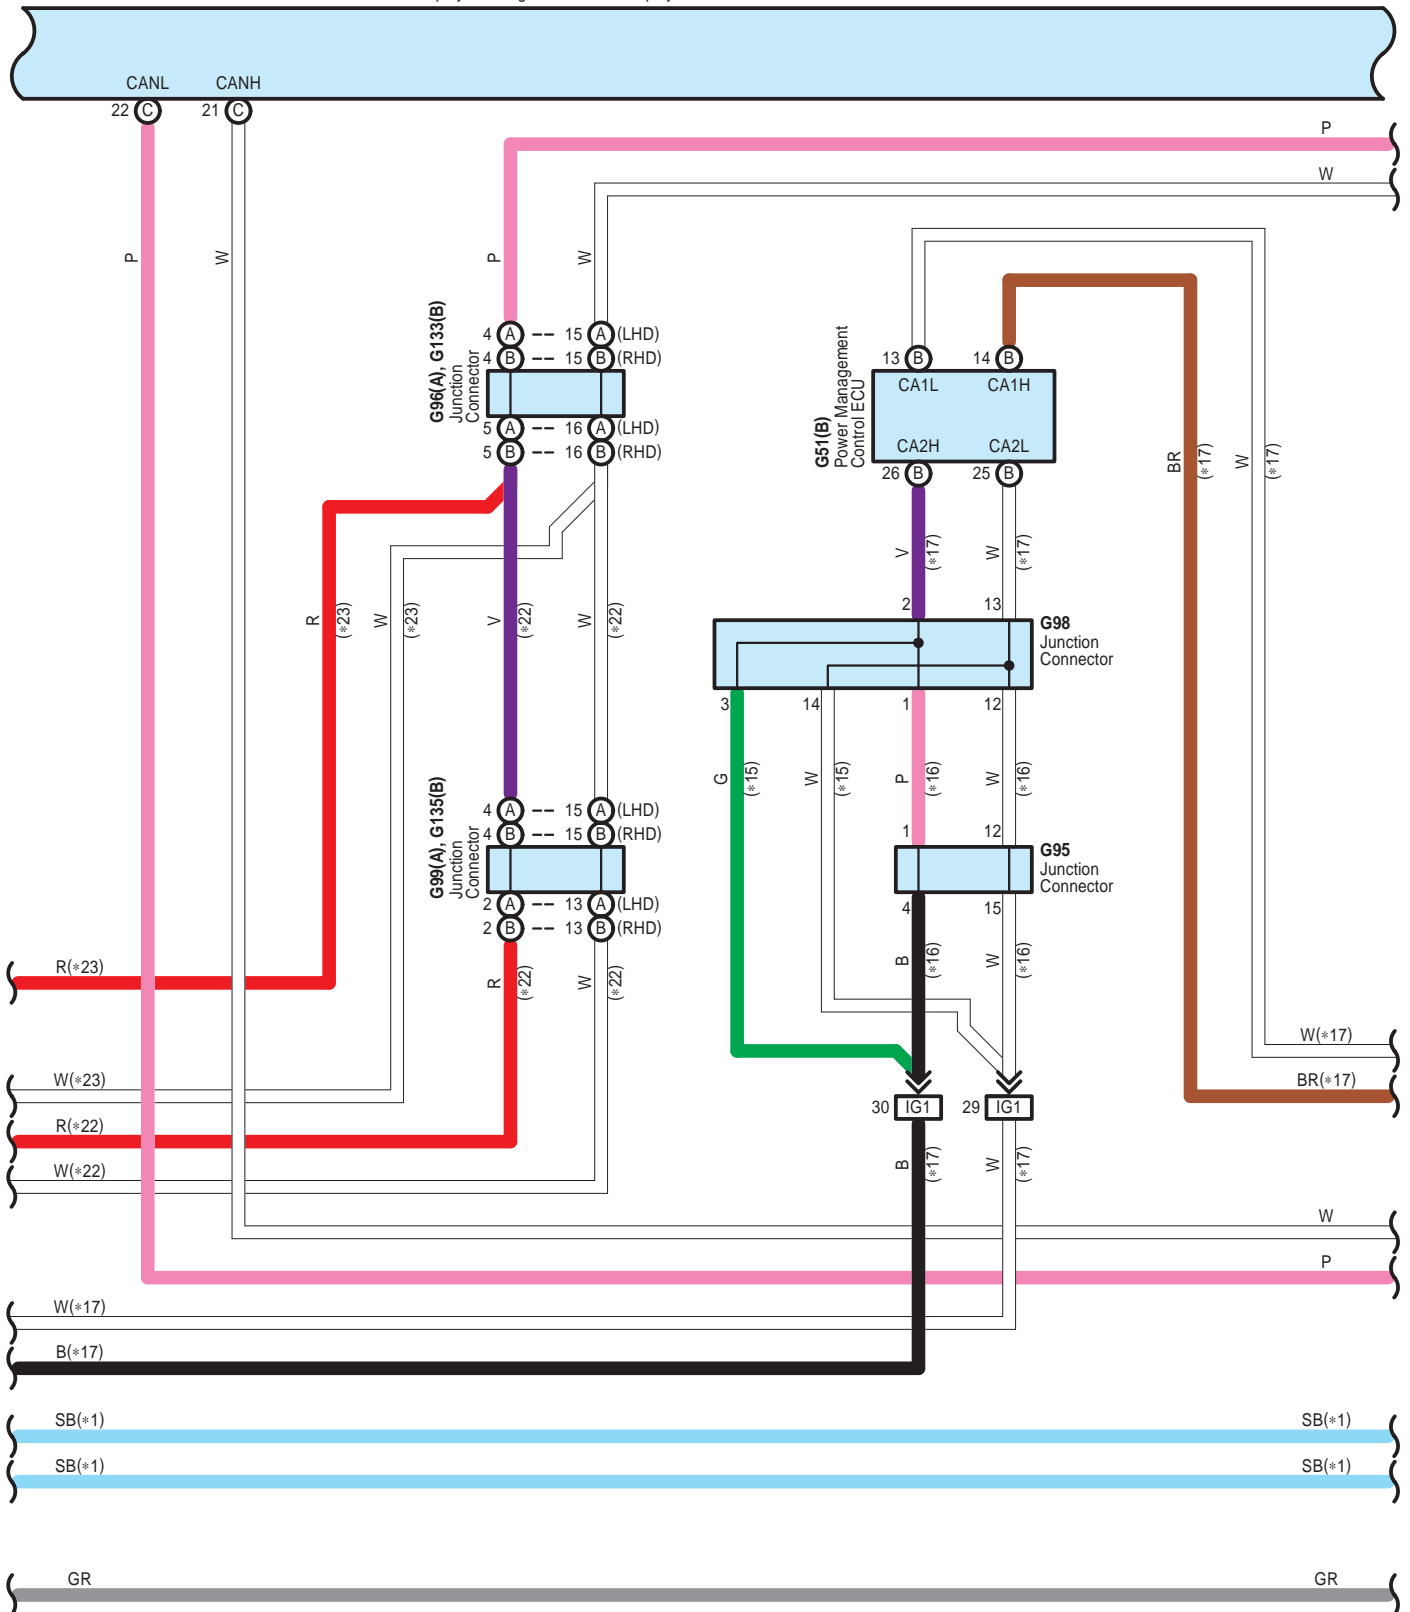 CANL CANH
22 C 21 C
P
W
P W P W
G96(A), G133(B)
Junction
Connector
4 A 15 A (LHD)
4 B 15 B (RHD)
5 A 16 A (LHD)
5 B 16 B (RHD)
G51(B)
Power Management
Control ECU
13 B 14 B
CA1L CA1H
CA2H CA2L
26 B 25 B
BR (*17) W (*17)
V (*17) W (*17)
R (*23) W (*23) V (*22) W (*22)
2 13
G98
Junction
Connector
3 14 1 12
G (*15) W (*15) P (*16) W (*16)
G99(A), G135(B)
Junction
Connector
4 A 15 A (LHD)
4 B 15 B (RHD)
2 A 13 A (LHD)
2 B 13 B (RHD)
1 12
G95
Junction
Connector
4 15
R(*23)
R (*22) W (*22) B (*16) W (*16)
W(*17)
W(*23)
BR(*17)
30 IG1 29 IG1
R(*22)
W(*22)
B (*17) W (*17)
W
P
W(*17)
B(*17)
SB(*1) SB(*1)
SB(*1) SB(*1)
GR GR